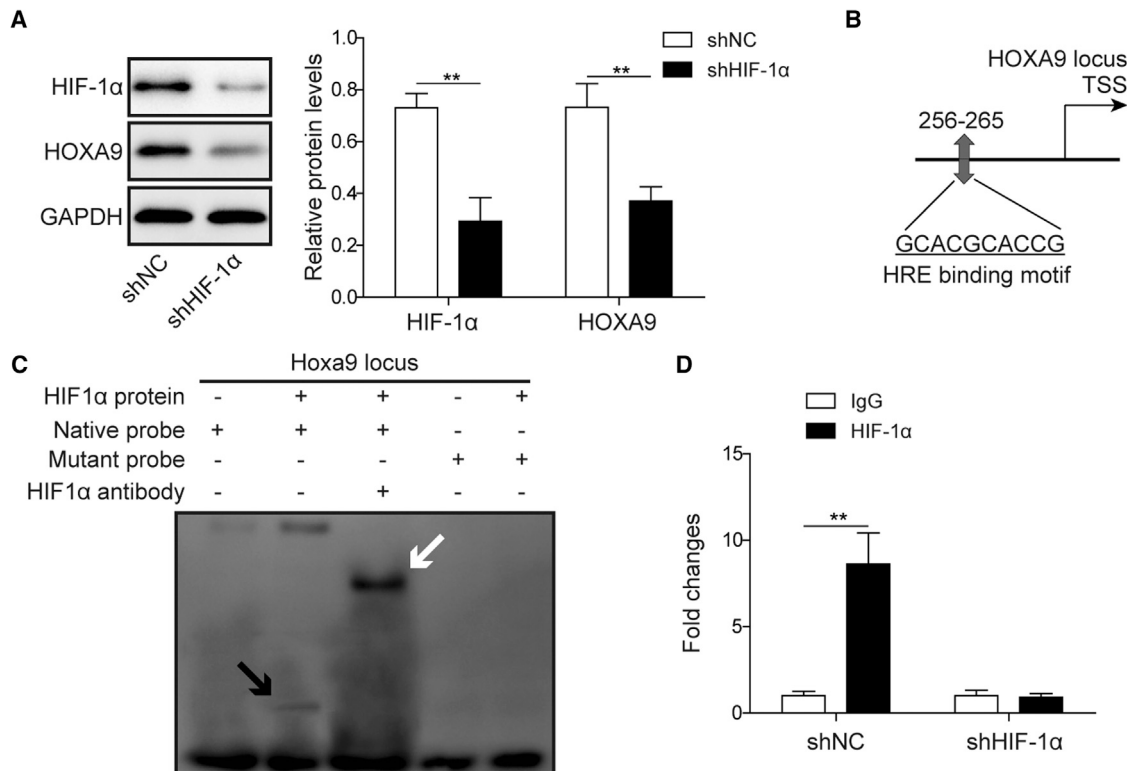 A
HIF-1α
HOXA9
GAPDH
shNC
shHIF-1α
Relative protein levels
1.0
0.8
0.6
0.4
0.2
0.0
**
**
shNC
shHIF-1α
HIF-1α
HOXA9
B
HOXA9 locus
TSS
256-265
GCACGCACCG
HRE binding motif
C
Hoxa9 locus
HIF1α protein - + + - +
Native probe + + + - -
Mutant probe - - - + +
HIF1α antibody - - + - -
D
IgG
HIF-1α
Fold changes
15
10
5
0
**
shNC
shHIF-1α